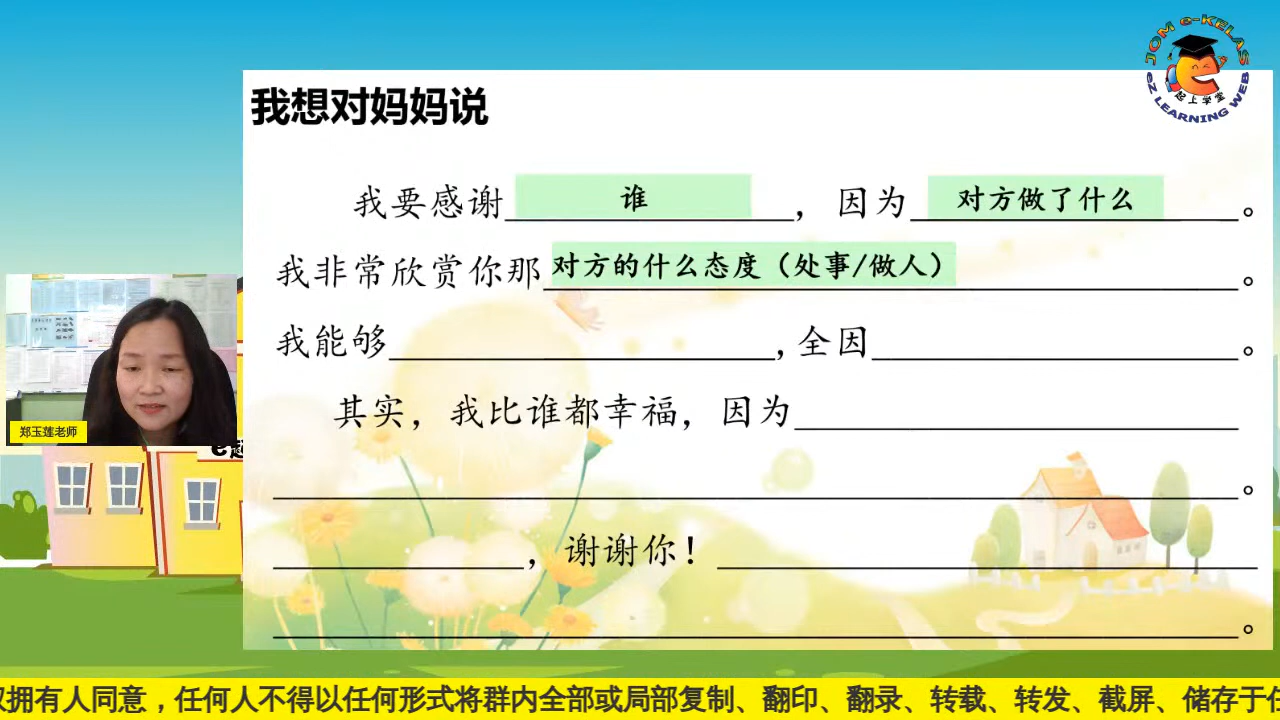 JOM e-KELAS
起上学堂
eZ LEARNING WEB
我想对妈妈说
我要感谢谁，因为对方做了什么。
我非常欣赏你那对方的什么态度（处事/做人）。
我能够,全因。
其实，我比谁都幸福，因为
。
，谢谢你！
。
郑玉莲老师
拥有人同意，任何人不得以任何形式将群内全部或局部复制、翻印、翻录、转载、转发、截屏、储存于